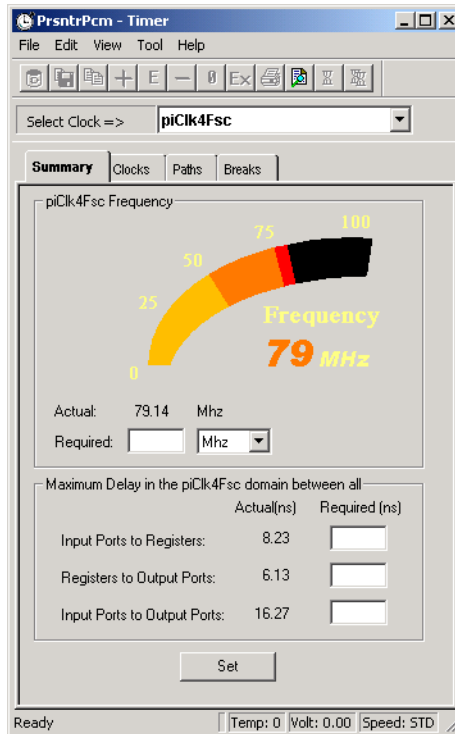 PrsntrPcm - Timer
File Edit View Tool Help
E Ex
Select Clock => piClk4Fsc
Summary Clocks Paths Breaks
piClk4Fsc Frequency
0
25
50
75
100
Frequency
79 MHz
Actual: 79.14 Mhz
Required: Mhz
Maximum Delay in the piClk4Fsc domain between all
Actual(ns) Required (ns)
Input Ports to Registers: 8.23
Registers to Output Ports: 6.13
Input Ports to Output Ports: 16.27
Set
Ready Temp: 0 Volt: 0.00 Speed: STD